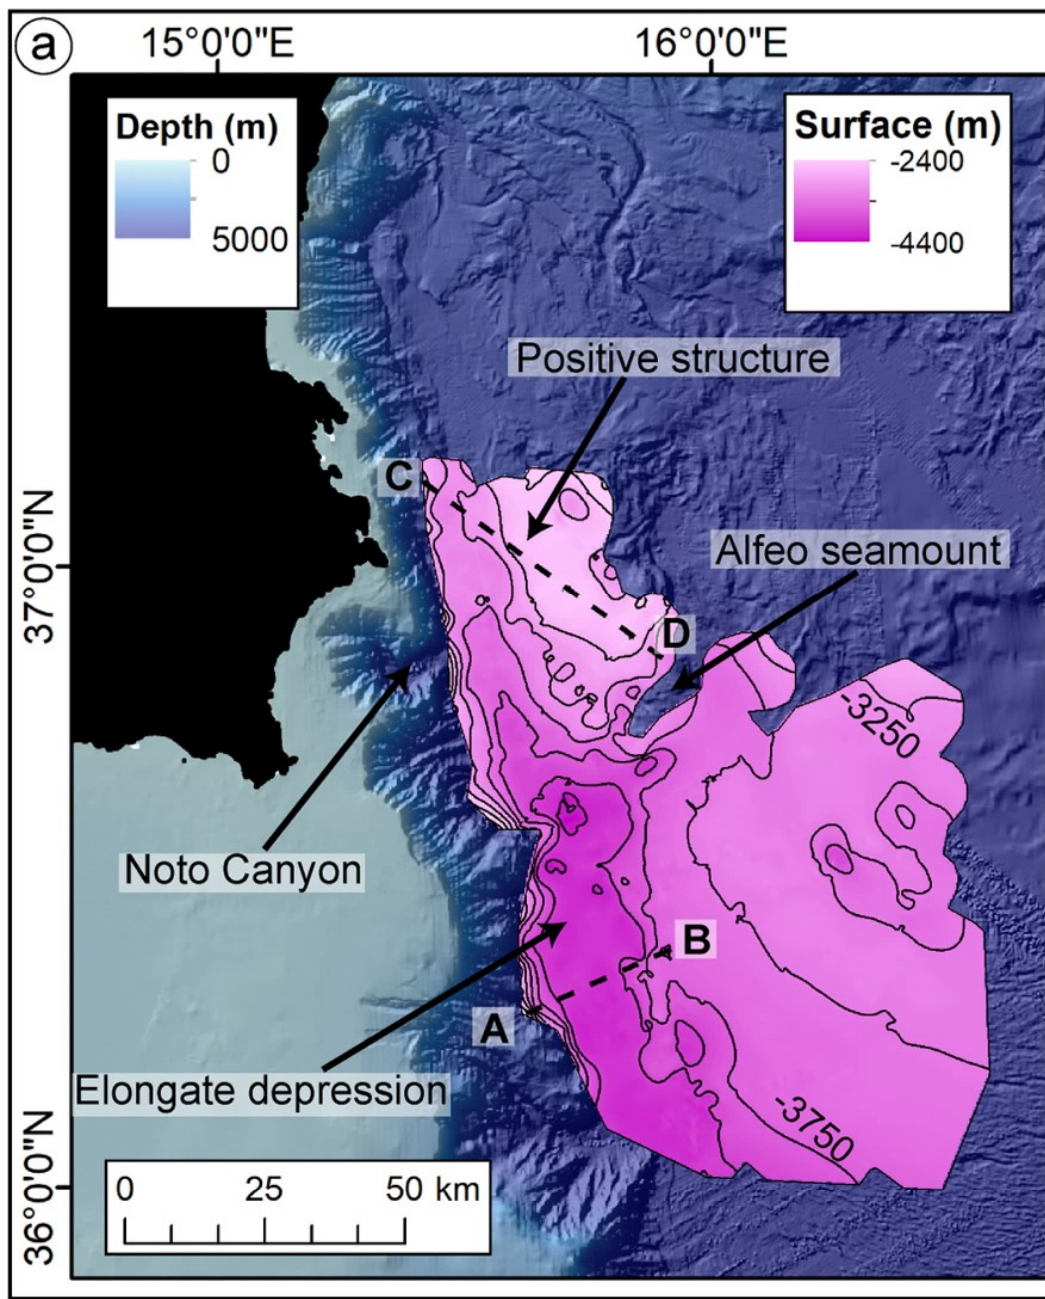 a
15°0'0"E
16°0'0"E
Depth (m)
0
5000
Surface (m)
-2400
-4400
Positive structure
C
Alfeo seamount
37°0'0"N
D
-3250
Noto Canyon
B
A
Elongate depression
-3750
36°0'0"N
0 25 50 km